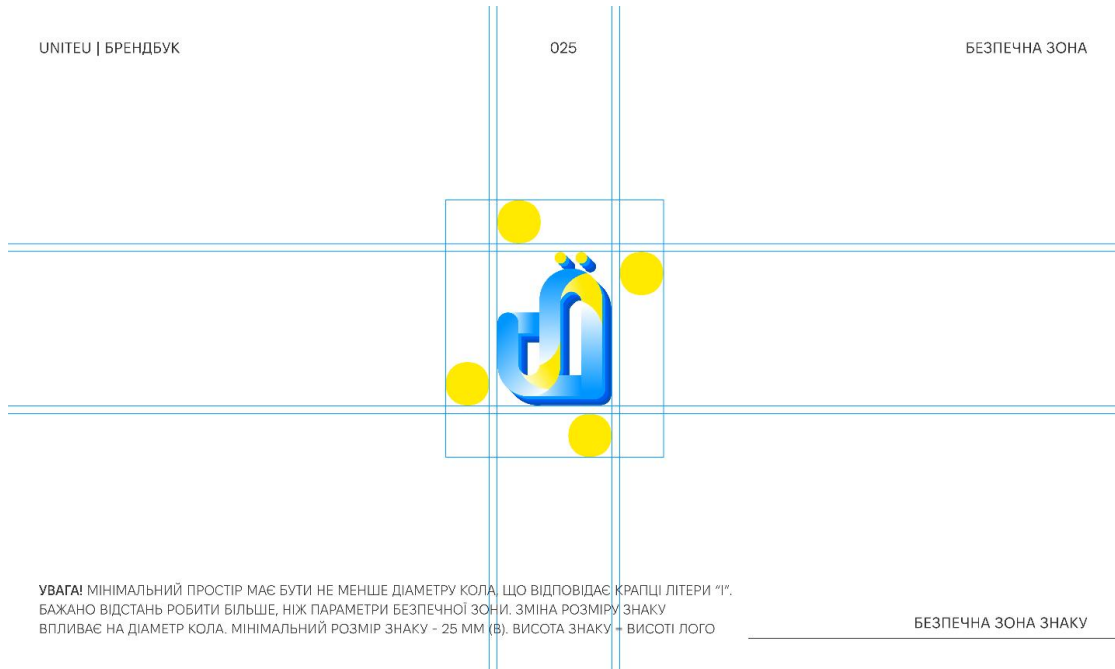 UNITEU | БРЕНДБУК
025
БЕЗПЕЧНА ЗОНА
УВАГА! МІНІМАЛЬНИЙ ПРОСТІР МАЄ БУТИ НЕ МЕНШЕ ДІАМЕТРУ КОЛА, ЩО ВІДПОВІДАЄ КРАПЦІ ЛІТЕРИ “І”.
БАЖАНО ВІДСТАНЬ РОБИТИ БІЛЬШЕ, НІЖ ПАРАМЕТРИ БЕЗПЕЧНОЇ ЗОНИ. ЗМІНА РОЗМІРУ ЗНАКУ
ВПЛИВАЄ НА ДІАМЕТР КОЛА. МІНІМАЛЬНИЙ РОЗМІР ЗНАКУ - 25 ММ (В). ВИСОТА ЗНАКУ = ВИСОТІ ЛОГО
БЕЗПЕЧНА ЗОНА ЗНАКУ